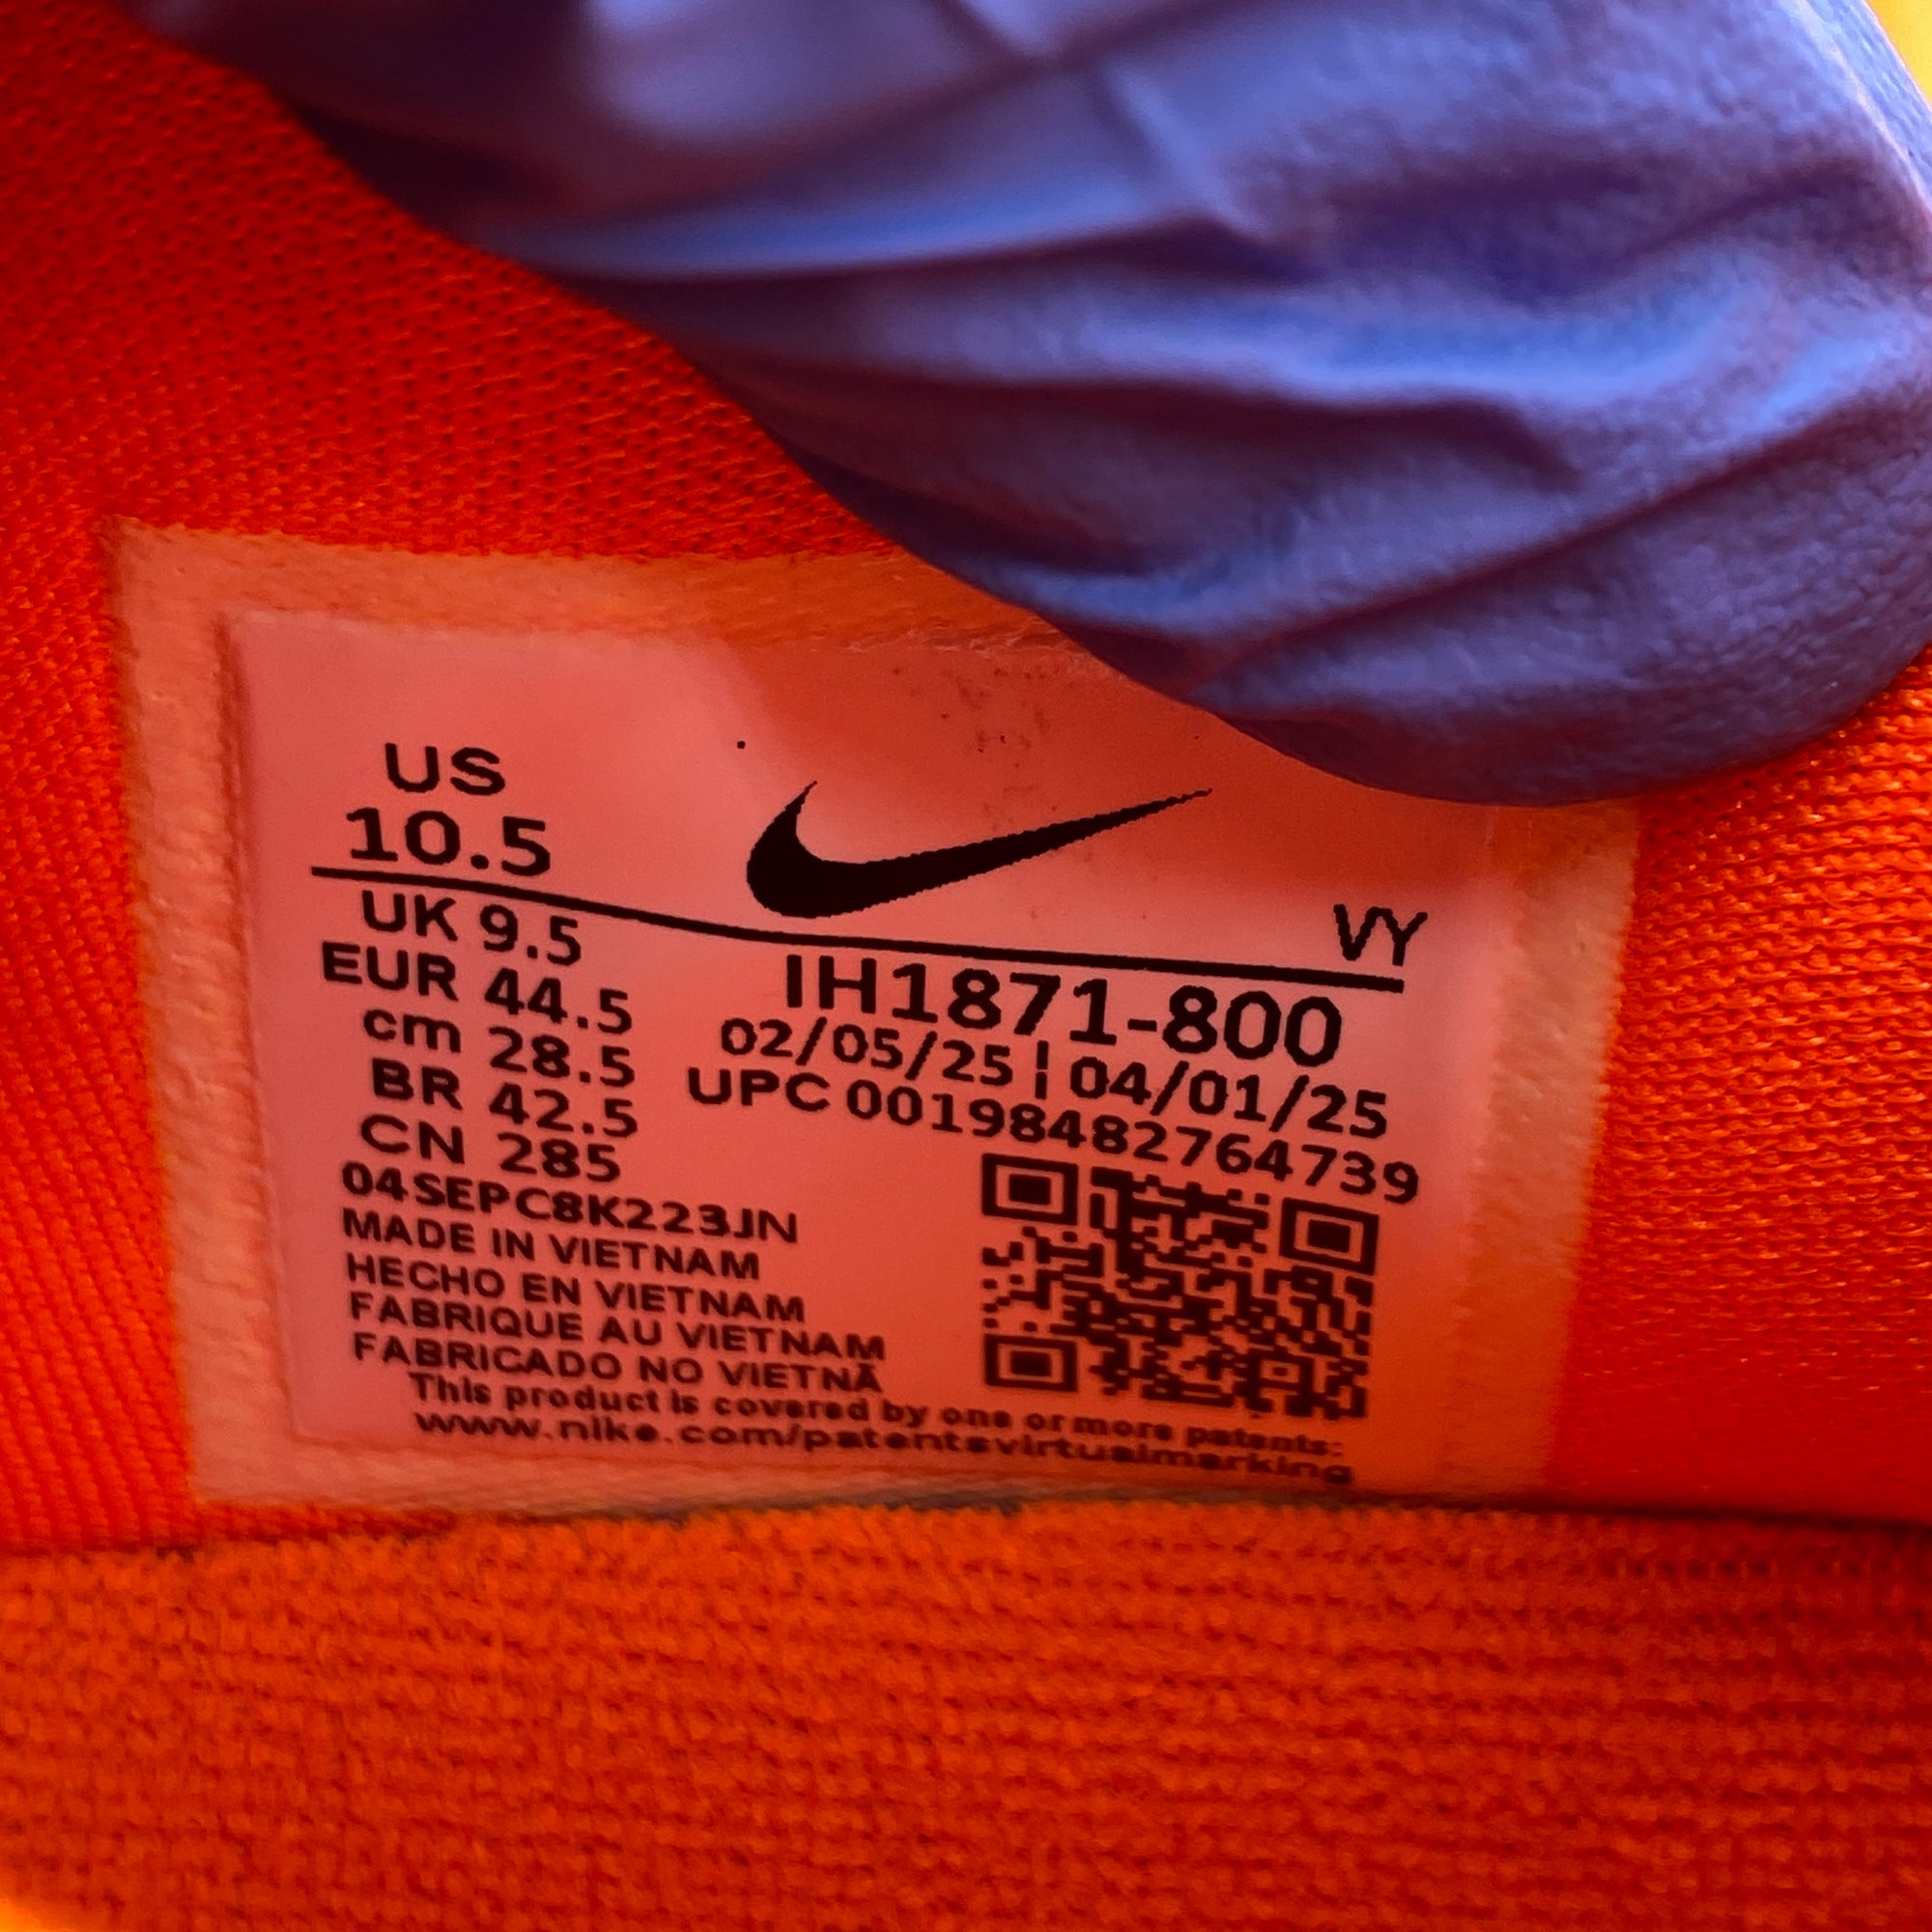 US
10.5
VY
UK 9.5
EUR 44.5
cm 28.5
BR 42.5
CN 285
IH1871-800
02/05/25 | 04/01/25
UPC 00198482764739
04SEPC8K223JN
MADE IN VIETNAM
HECHO EN VIETNAM
FABRIQUE AU VIETNAM
FABRICADO NO VIETNÃ
This product is covered by one or more patents:
www.nike.com/patentsvirtualmarking